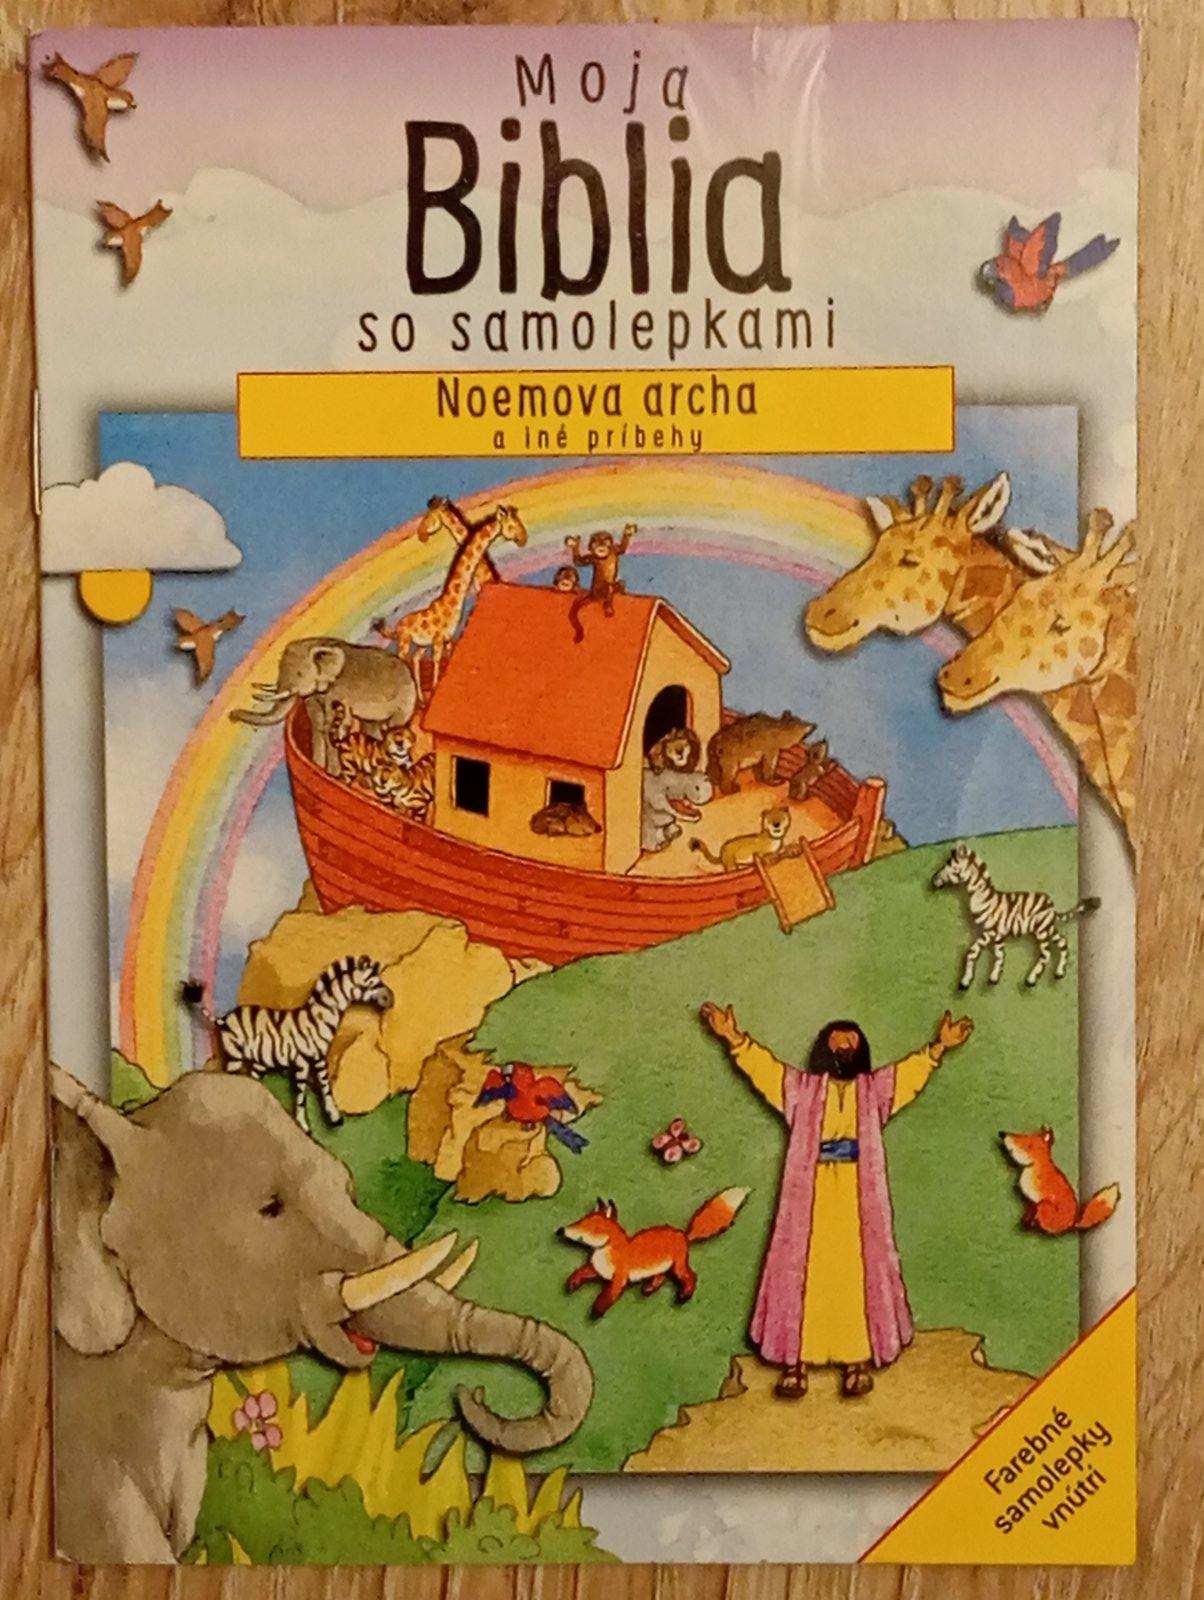 Moja
Biblia
so samolepkami
Noemova archa
a iné príbehy
Farebné
samolepky
vnútri